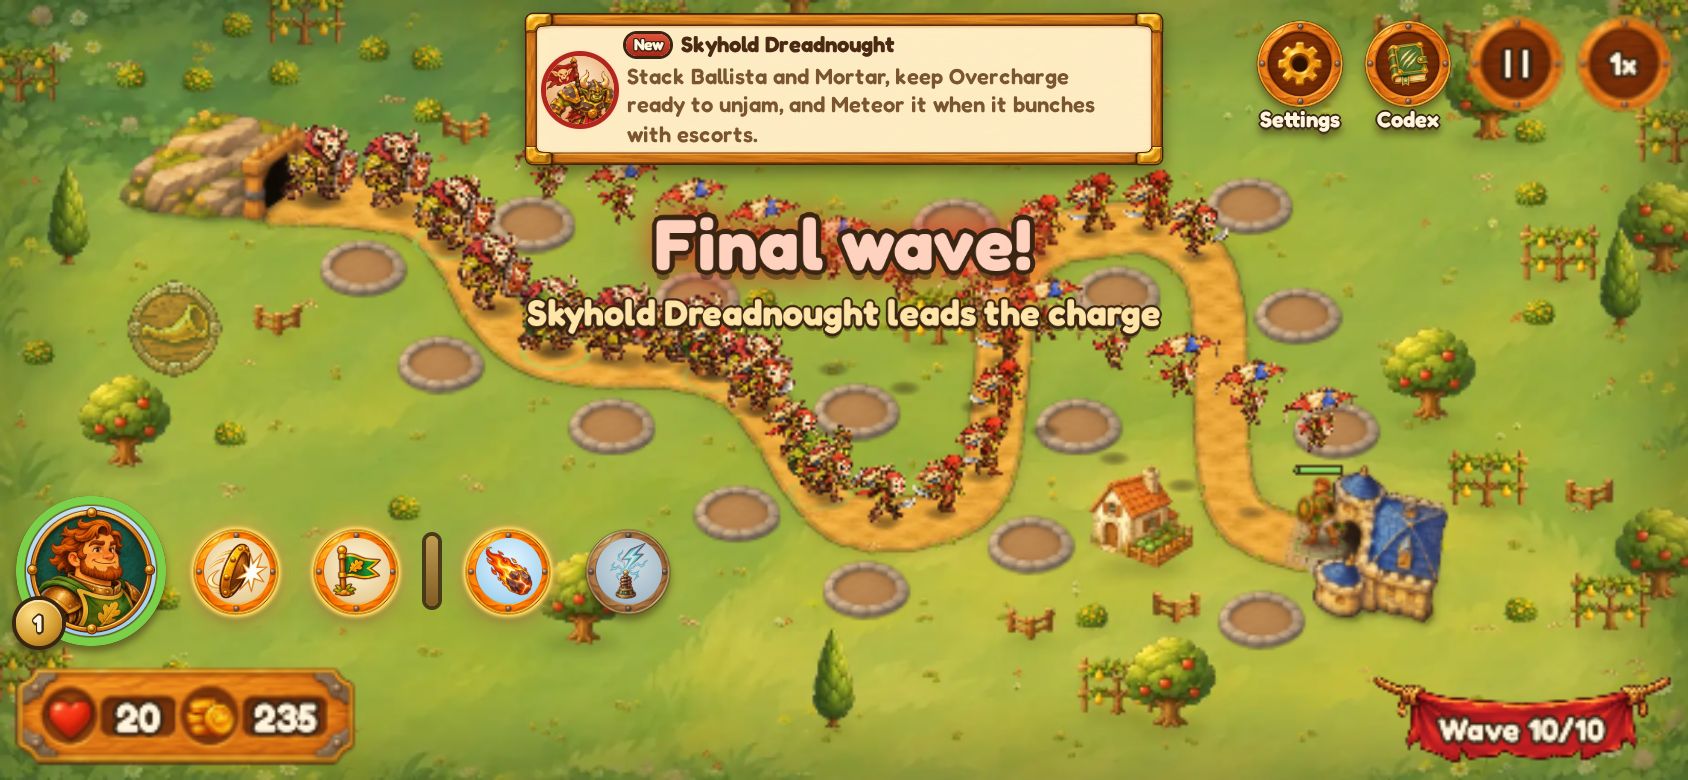 New Skyhold Dreadnought
Stack Ballista and Mortar, keep Overcharge
ready to unjam, and Meteor it when it bunches
with escorts.
1x
Settings Codex
Final wave!
Skyhold Dreadnought leads the charge
1
20 235
Wave 10/10